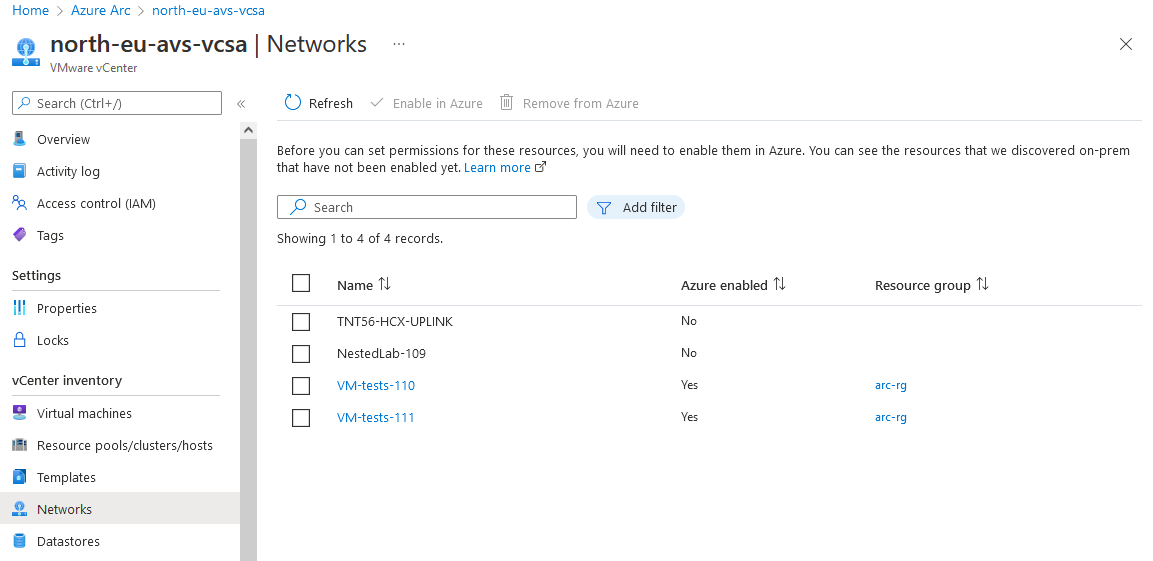 Home > Azure Arc > north-eu-avs-vcsa
north-eu-avs-vcsa | Networks ...
VMware vCenter
Search (Ctrl+/)
«
Refresh
Enable in Azure
Remove from Azure
Overview
Activity log
Access control (IAM)
Tags
Settings
Properties
Locks
vCenter inventory
Virtual machines
Resource pools/clusters/hosts
Templates
Networks
Datastores
Before you can set permissions for these resources, you will need to enable them in Azure. You can see the resources that we discovered on-prem
that have not been enabled yet. Learn more
Search
Add filter
Showing 1 to 4 of 4 records.
Name Azure enabled Resource group
TNT56-HCX-UPLINK No
NestedLab-109 No
VM-tests-110 Yes arc-rg
VM-tests-111 Yes arc-rg